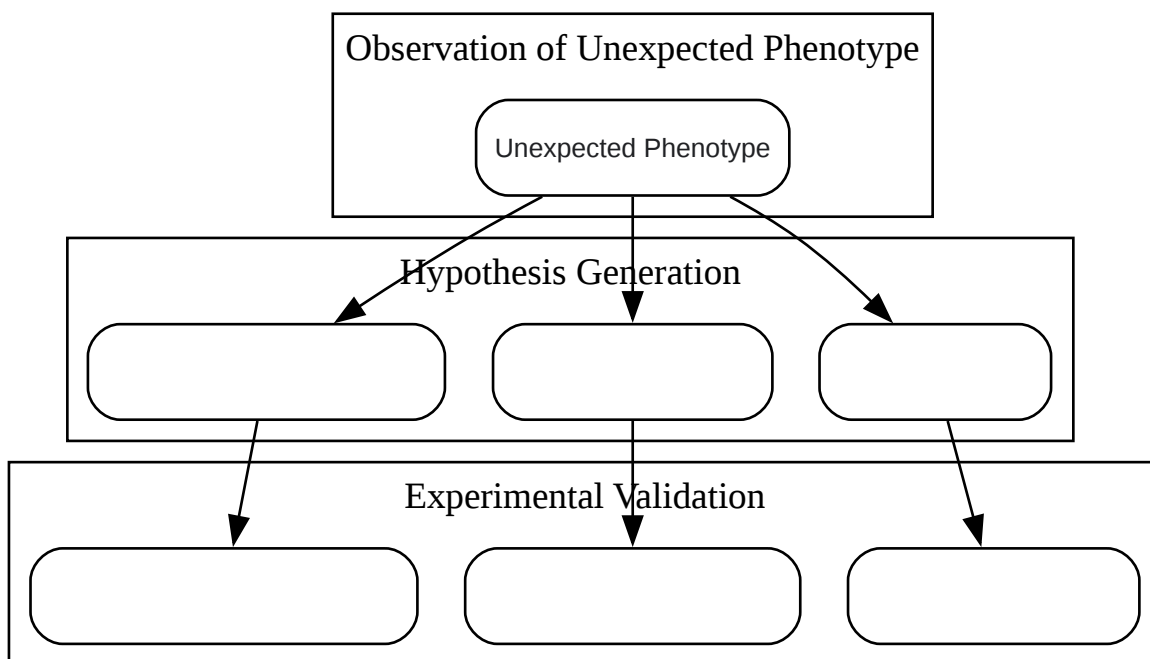 Observation of Unexpected Phenotype
Unexpected Phenotype
Hypothesis Generation
Experimental Validation